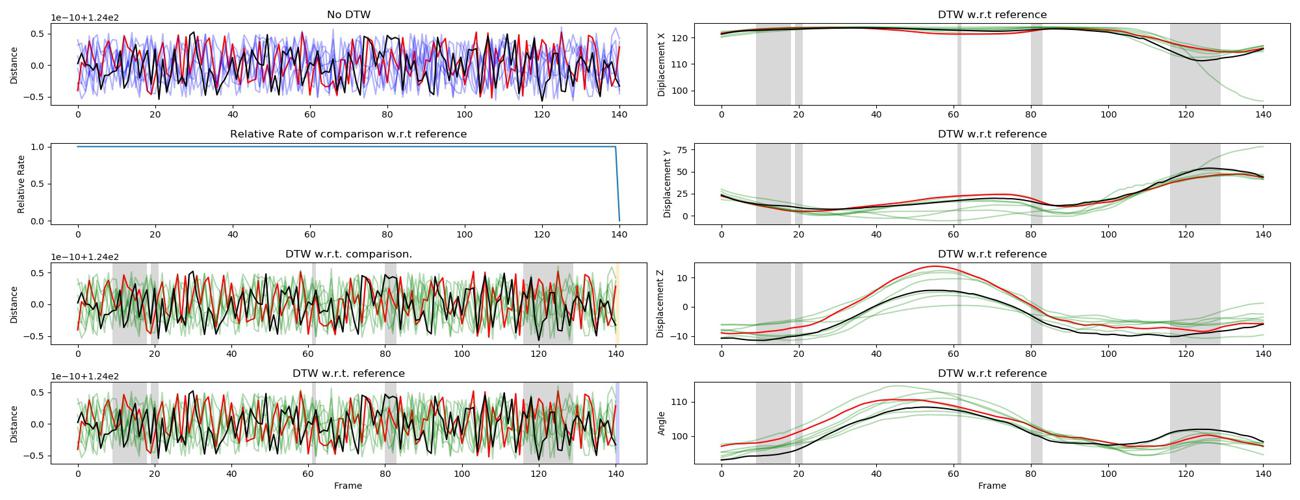 No DTW
1e−10+1.24e2
0.5
0.0
−0.5
Distance
0 20 40 60 80 100 120 140
Relative Rate of comparison w.r.t reference
1.0
0.5
0.0
Relative Rate
0 20 40 60 80 100 120 140
DTW w.r.t. comparison.
1e−10+1.24e2
0.5
0.0
−0.5
Distance
0 20 40 60 80 100 120 140
DTW w.r.t. reference
1e−10+1.24e2
0.5
0.0
−0.5
Distance
0 20 40 60 80 100 120 140
Frame
DTW w.r.t reference
120
110
100
Diplacement X
0 20 40 60 80 100 120 140
DTW w.r.t reference
75
50
25
0
Displacement Y
0 20 40 60 80 100 120 140
DTW w.r.t reference
10
0
−10
Displacement Z
0 20 40 60 80 100 120 140
DTW w.r.t reference
110
100
Angle
0 20 40 60 80 100 120 140
Frame